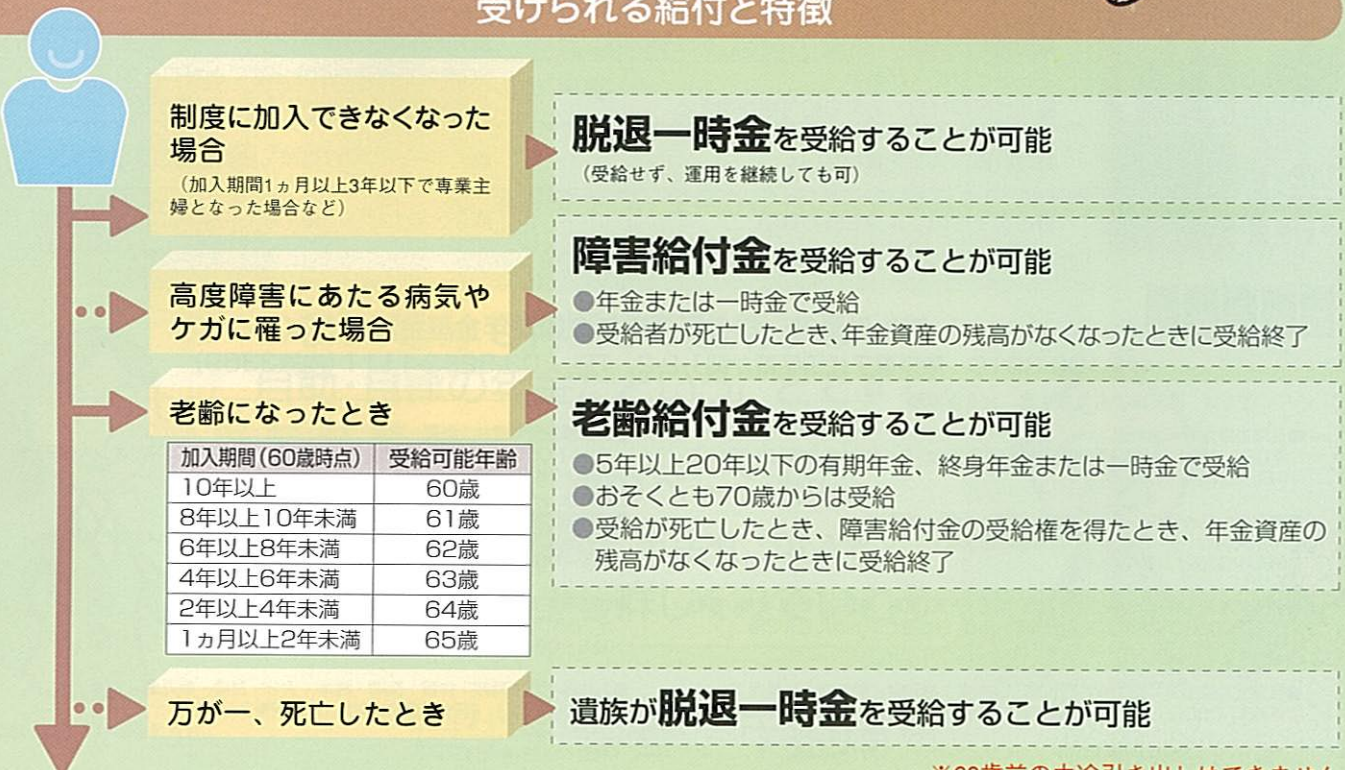 受けられる給付と特徴
制度に加入できなくなった
場合
（加入期間1ヵ月以上3年以下で専業主
婦となった場合など）
脱退一時金を受給することが可能
（受給せず、運用を継続しても可）
高度障害にあたる病気や
ケガに罹った場合
障害給付金を受給することが可能
●年金または一時金で受給
●受給者が死亡したとき、年金資産の残高がなくなったときに受給終了
老齢になったとき
加入期間（60歳時点） 受給可能年齢
10年以上 60歳
8年以上10年未満 61歳
6年以上8年未満 62歳
4年以上6年未満 63歳
2年以上4年未満 64歳
1ヵ月以上2年未満 65歳
老齢給付金を受給することが可能
●5年以上20年以下の有期年金、終身年金または一時金で受給
●おそくとも70歳からは受給
●受給が死亡したとき、障害給付金の受給権を得たとき、年金資産の
残高がなくなったときに受給終了
万が一、死亡したとき
遺族が脱退一時金を受給することが可能